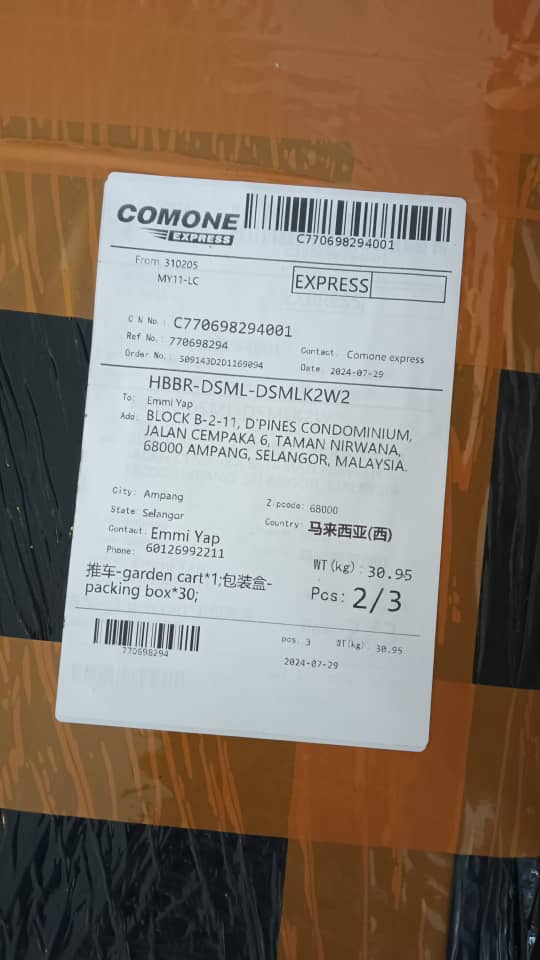 COMONE
EXPRESS
C770698294001
From 310205
MY11-LC
EXPRESS
C N No.: C770698294001
Ref No.: 770698294
Contact: Comone express
Order No.: S09143D2D1169094
Date: 2024-07-29
HBBR-DSML-DSMLK2W2
To: Emmi Yap
Add: BLOCK B-2-11, D'PINES CONDOMINIUM,
JALAN CEMPAKA 6, TAMAN NIRWANA,
68000 AMPANG, SELANGOR, MALAYSIA.
City: Ampang
Zipcode: 68000
State: Selangor
Country: 马来西亚(西)
Contact: Emmi Yap
Phone: 60126992211
WT(kg): 30.95
推车-garden cart*1;包装盒-
packing box*30;
Pcs: 2/3
770698294
pcs. 3 WT(kg) 30.95
2024-07-29